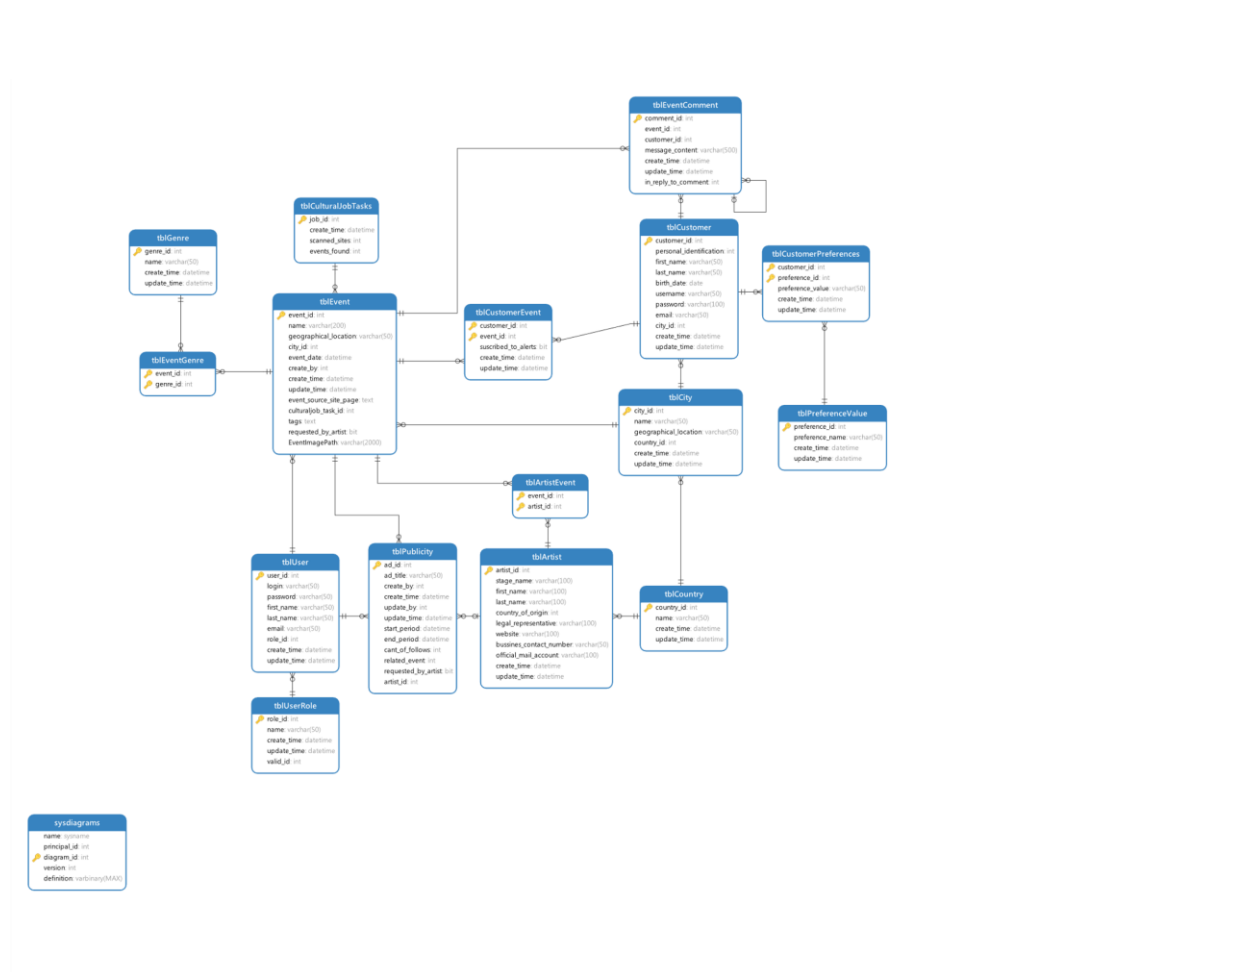 tblEventComment
comment_id: int
event_id: int
customer_id: int
message_content: varchar(500)
create_time: datetime
update_time: datetime
in_reply_to_comment: int
tblCulturalJobTasks
job_id: int
create_time: datetime
scanned_sites: int
events_found: int
tblGenre
genre_id: int
name: varchar(50)
create_time: datetime
update_time: datetime
tblCustomer
customer_id: int
personal_identification: int
first_name: varchar(50)
last_name: varchar(50)
birth_date: date
username: varchar(50)
password: varchar(100)
email: varchar(50)
city_id: int
create_time: datetime
update_time: datetime
tblCustomerPreferences
customer_id: int
preference_id: int
preference_value: varchar(50)
create_time: datetime
update_time: datetime
tblEvent
event_id: int
name: varchar(200)
geographical_location: varchar(50)
city_id: int
event_date: datetime
create_by: int
create_time: datetime
update_time: datetime
event_source_site_page: text
culturaljob_task_id: int
tags: text
requested_by_artist: bit
EventImagePath: varchar(2000)
tblCustomerEvent
customer_id: int
event_id: int
suscribed_to_alerts: bit
create_time: datetime
update_time: datetime
tblEventGenre
event_id: int
genre_id: int
tblCity
city_id: int
name: varchar(50)
geographical_location: varchar(50)
country_id: int
create_time: datetime
update_time: datetime
tblPreferenceValue
preference_id: int
preference_name: varchar(50)
create_time: datetime
update_time: datetime
tblArtistEvent
event_id: int
artist_id: int
tblUser
user_id: int
login: varchar(50)
password: varchar(50)
first_name: varchar(50)
last_name: varchar(50)
email: varchar(50)
role_id: int
create_time: datetime
update_time: datetime
tblPublicity
ad_id: int
ad_title: varchar(50)
create_by: int
create_time: datetime
update_by: int
update_time: datetime
start_period: datetime
end_period: datetime
cant_of_follows: int
related_event: int
requested_by_artist: bit
artist_id: int
tblArtist
artist_id: int
stage_name: varchar(100)
first_name: varchar(100)
last_name: varchar(100)
country_of_origin: int
legal_representative: varchar(100)
website: varchar(100)
bussines_contact_number: varchar(50)
official_mail_account: varchar(100)
create_time: datetime
update_time: datetime
tblCountry
country_id: int
name: varchar(50)
create_time: datetime
update_time: datetime
tblUserRole
role_id: int
name: varchar(50)
create_time: datetime
update_time: datetime
valid_id: int
sysdiagrams
name: sysname
principal_id: int
diagram_id: int
version: int
definition: varbinary(MAX)